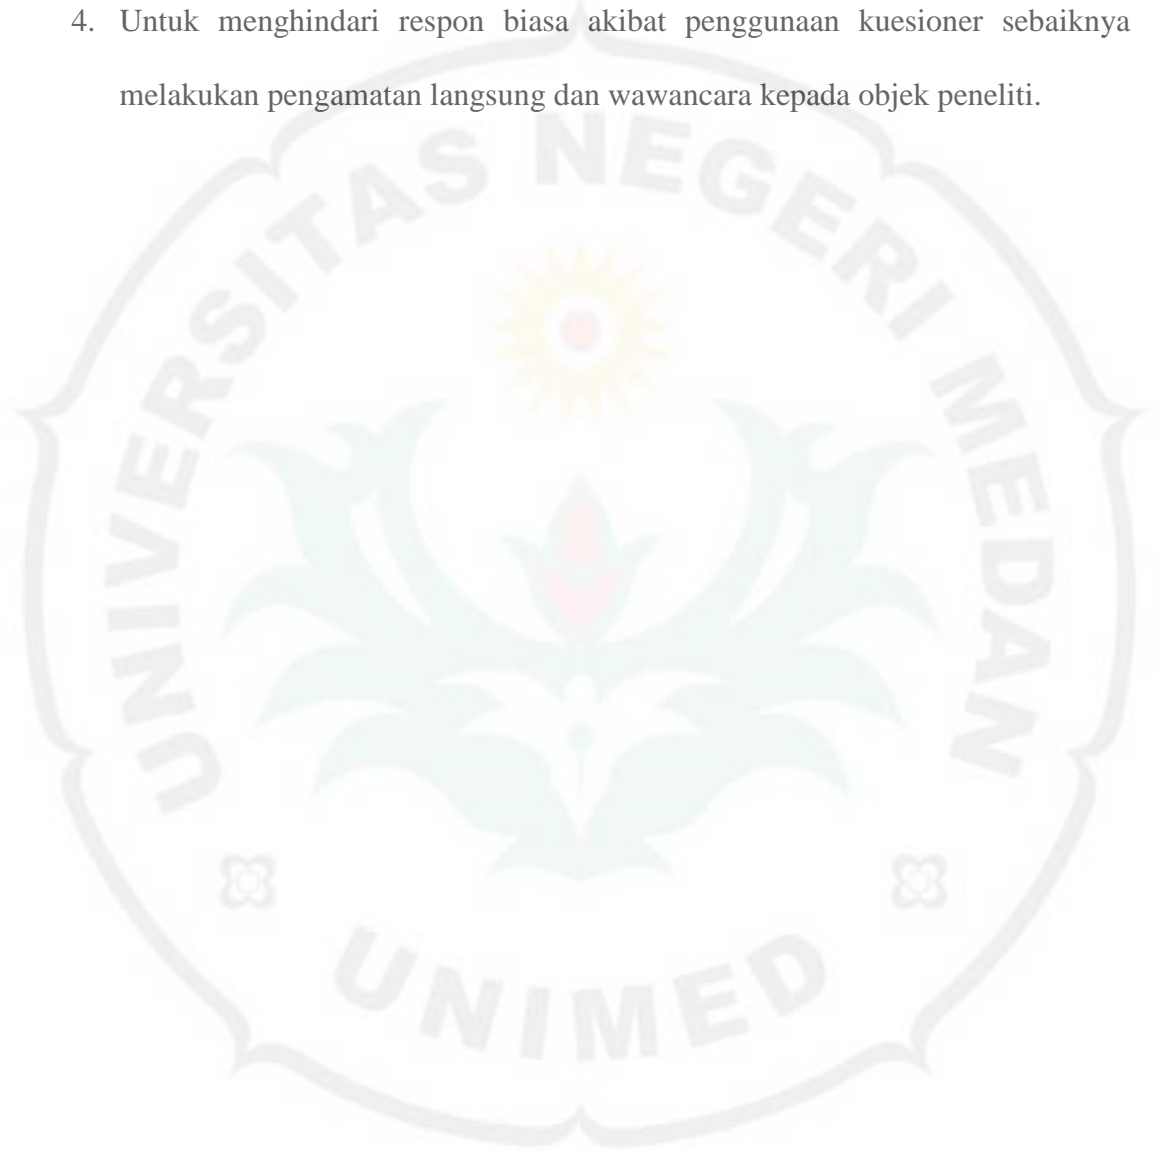 4. Untuk menghindari respon biasa akibat penggunaan kuesioner sebaiknya
melakukan pengamatan langsung dan wawancara kepada objek peneliti.
UNIVERSITAS NEGERI MEDAN
UNIMED